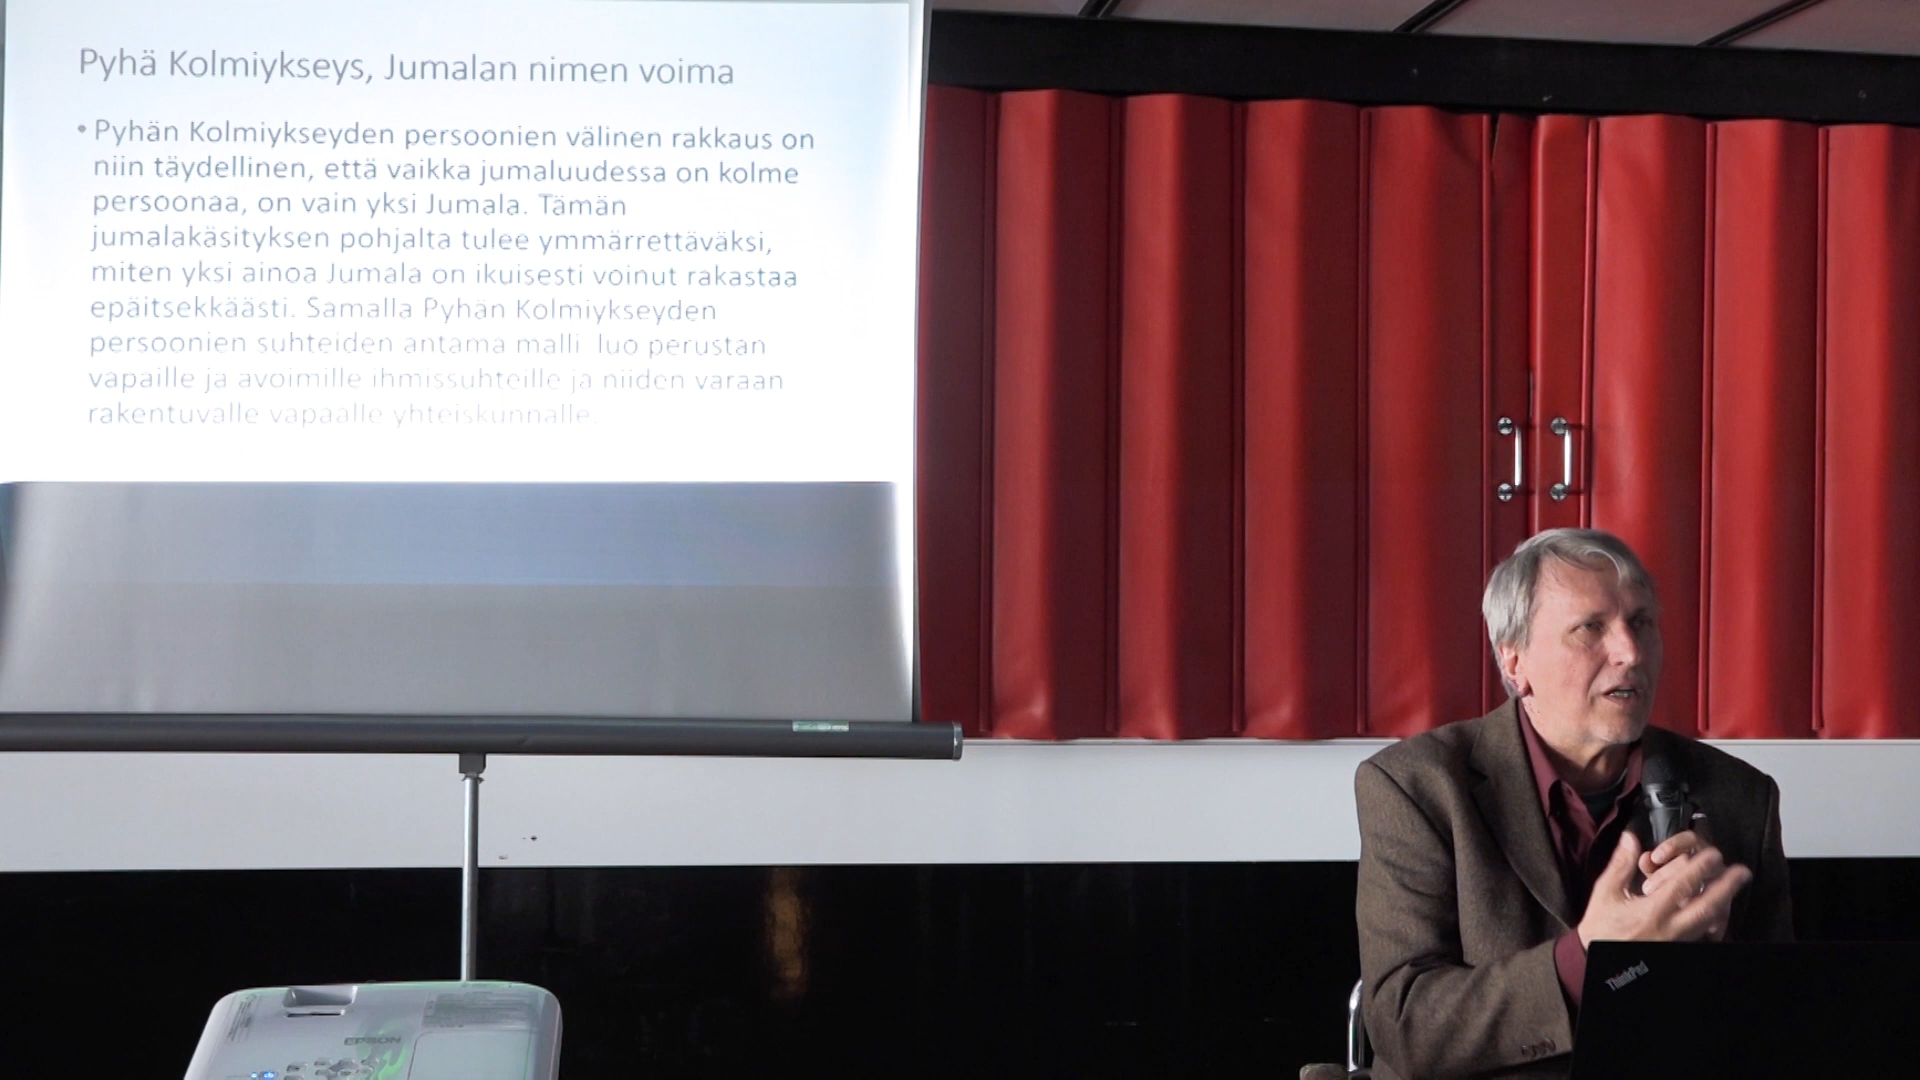 Pyhä Kolmiykseys, Jumalan nimen voima
• Pyhän Kolmiykseyden persoonien välinen rakkaus on
niin täydellinen, että vaikka jumaluudessa on kolme
persoonaa, on vain yksi Jumala. Tämän
jumalakäsityksen pohjalta tulee ymmärrettäväksi,
miten yksi ainoa Jumala on ikuisesti voinut rakastaa
epäitsekkäästi. Samalla Pyhän Kolmiykseyden
persoonien suhteiden antama malli luo perustan
vapaille ja avoimille ihmissuhteille ja niiden varaan
rakentuvalle vapaalle yhteiskunnalle.
ThinkPad
EPSON